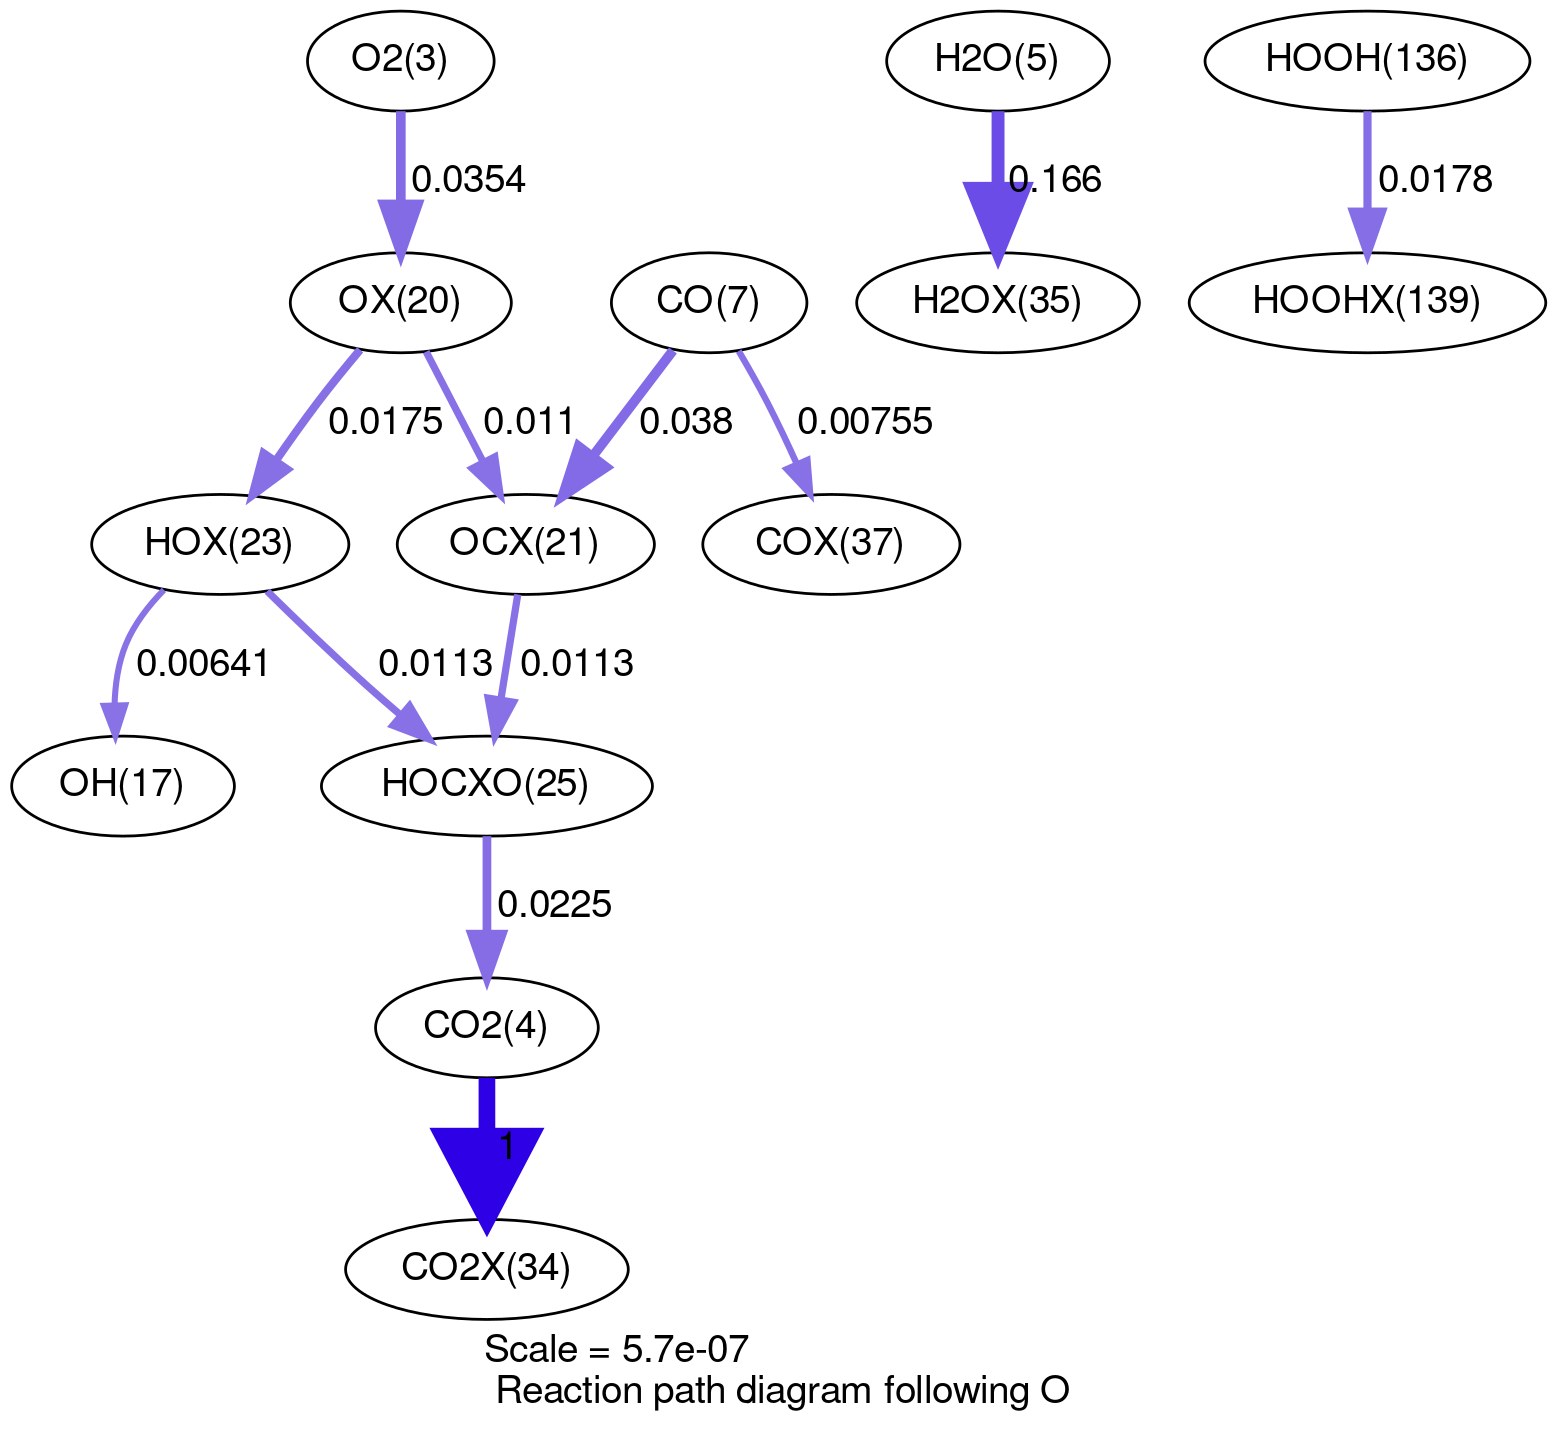 O2(3)
H2O(5)
HOOH(136)
0.0354
0.166
0.0178
OX(20)
CO(7)
H2OX(35)
HOOHX(139)
0.0175
0.011
0.038
0.00755
HOX(23)
OCX(21)
COX(37)
0.00641
0.0113
0.0113
OH(17)
HOCXO(25)
0.0225
CO2(4)
1
CO2X(34)
Scale = 5.7e-07
Reaction path diagram following O